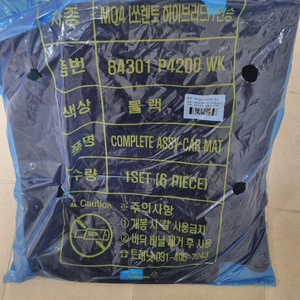 차종 MQ4 (쏘렌토 하이브리드) 전용
품번 84301 P4200 WK
색상 블랙
품명 COMPLETE ASSY-CAR MAT
수량 1SET (6 PIECE)
⚠ Caution
※주의사항
① 개봉 시 '칼' 사용금지
② 바닥 비닐 제거 후 사용